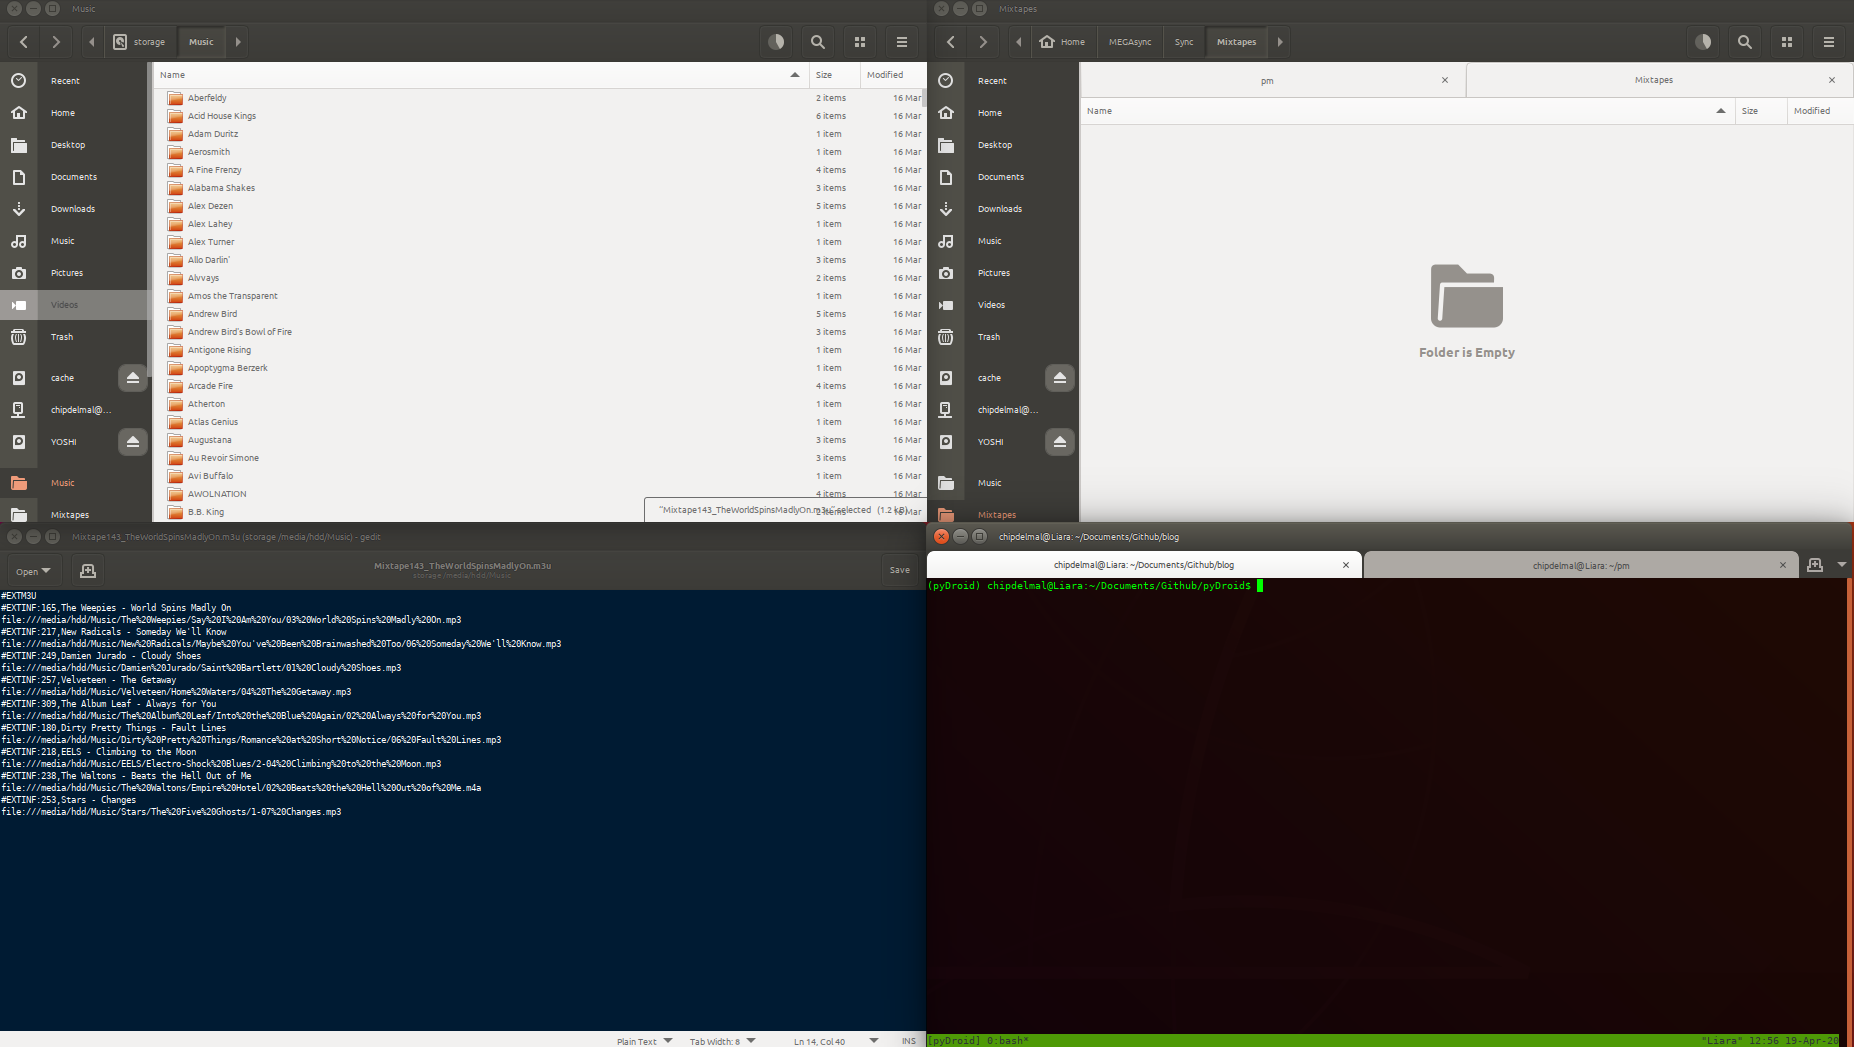 Music
storage Music
Recent
Home
Desktop
Documents
Downloads
Music
Pictures
Videos
Trash
cache
chipdelmal@...
YOSHI
Music
Mixtapes
Name Size Modified
Aberfeldy 2 items 16 Mar
Acid House Kings 6 items 16 Mar
Adam Duritz 1 item 16 Mar
Aerosmith 1 item 16 Mar
A Fine Frenzy 4 items 16 Mar
Alabama Shakes 3 items 16 Mar
Alex Dezen 5 items 16 Mar
Alex Lahey 1 item 16 Mar
Alex Turner 1 item 16 Mar
Allo Darlin' 3 items 16 Mar
Alvvays 2 items 16 Mar
Amos the Transparent 1 item 16 Mar
Andrew Bird 5 items 16 Mar
Andrew Bird's Bowl of Fire 3 items 16 Mar
Antigone Rising 1 item 16 Mar
Apoptygma Berzerk 1 item 16 Mar
Arcade Fire 4 items 16 Mar
Atherton 1 item 16 Mar
Atlas Genius 1 item 16 Mar
Augustana 3 items 16 Mar
Au Revoir Simone 3 items 16 Mar
Avi Buffalo 1 item 16 Mar
AWOLNATION 4 items 16 Mar
B.B. King 2 items 16 Mar
"Mixtape143_TheWorldSpinsMadlyOn.m3u" selected (1.2 kB)
Mixtapes
Home MEGAsync Sync Mixtapes
Recent
Home
Desktop
Documents
Downloads
Music
Pictures
Videos
Trash
cache
chipdelmal@...
YOSHI
Music
Mixtapes
pm Mixtapes
Name Size Modified
Folder is Empty
Mixtape143_TheWorldSpinsMadlyOn.m3u (storage /media/hdd/Music) - gedit
Open Mixtape143_TheWorldSpinsMadlyOn.m3u Save
storage /media/hdd/Music
#EXTM3U
#EXTINF:165,The Weepies - World Spins Madly On
file:///media/hdd/Music/The%20Weepies/Say%20I%20Am%20You/03%20World%20Spins%20Madly%20On.mp3
#EXTINF:217,New Radicals - Someday We'll Know
file:///media/hdd/Music/New%20Radicals/Maybe%20You've%20Been%20Brainwashed%20Too/06%20Someday%20We'll%20Know.mp3
#EXTINF:249,Damien Jurado - Cloudy Shoes
file:///media/hdd/Music/Damien%20Jurado/Saint%20Bartlett/01%20Cloudy%20Shoes.mp3
#EXTINF:257,Velveteen - The Getaway
file:///media/hdd/Music/Velveteen/Home%20Waters/04%20The%20Getaway.mp3
#EXTINF:309,The Album Leaf - Always for You
file:///media/hdd/Music/The%20Album%20Leaf/Into%20the%20Blue%20Again/02%20Always%20for%20You.mp3
#EXTINF:180,Dirty Pretty Things - Fault Lines
file:///media/hdd/Music/Dirty%20Pretty%20Things/Romance%20at%20Short%20Notice/06%20Fault%20Lines.mp3
#EXTINF:218,EELS - Climbing to the Moon
file:///media/hdd/Music/EELS/Electro-Shock%20Blues/2-04%20Climbing%20to%20the%20Moon.mp3
#EXTINF:238,The Waltons - Beats the Hell Out of Me
file:///media/hdd/Music/The%20Waltons/Empire%20Hotel/02%20Beats%20the%20Hell%20Out%20of%20Me.m4a
#EXTINF:253,Stars - Changes
file:///media/hdd/Music/Stars/The%20Five%20Ghosts/1-07%20Changes.mp3
Plain Text Tab Width: 8 Ln 14, Col 40 INS
chipdelmal@Liara: ~/Documents/Github/blog
chipdelmal@Liara: ~/Documents/Github/blog chipdelmal@Liara: ~/pm
(pyDroid) chipdelmal@Liara:~/Documents/Github/pyDroid$
[pyDroid] 0:bash* "Liara" 12:56 19-Apr-20